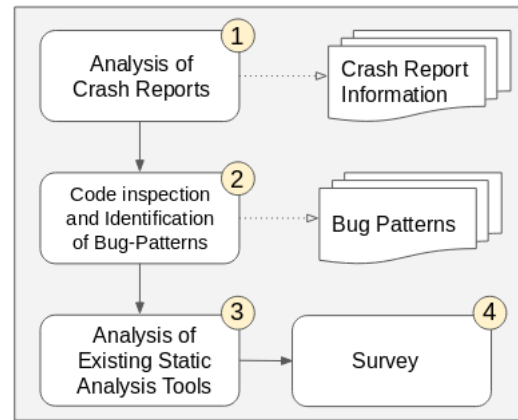 1
Analysis of
Crash Reports
Crash Report
Information
2
Code inspection
and Identification
of Bug-Patterns
Bug Patterns
3
Analysis of
Existing Static
Analysis Tools
4
Survey